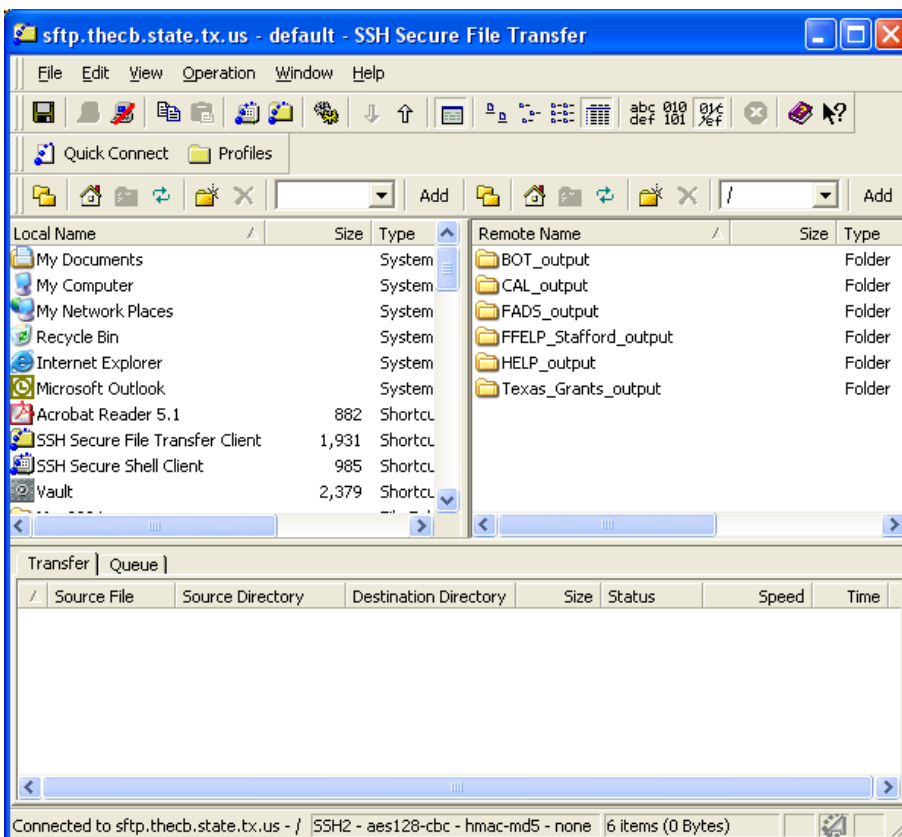 sftp.thecb.state.tx.us - default - SSH Secure File Transfer
File Edit View Operation Window Help
abc def 010 101
Quick Connect Profiles
Add / Add
Local Name Size Type
My Documents System
My Computer System
My Network Places System
Recycle Bin System
Internet Explorer System
Microsoft Outlook System
Acrobat Reader 5.1 882 Shortcu
SSH Secure File Transfer Client 1,931 Shortcu
SSH Secure Shell Client 985 Shortcu
Vault 2,379 Shortcu
Remote Name Size Type
BOT_output Folder
CAL_output Folder
FADS_output Folder
FFELP_Stafford_output Folder
HELP_output Folder
Texas_Grants_output Folder
Transfer Queue
/ Source File Source Directory Destination Directory Size Status Speed Time
Connected to sftp.thecb.state.tx.us - / SSH2 - aes128-cbc - hmac-md5 - none 6 items (0 Bytes)